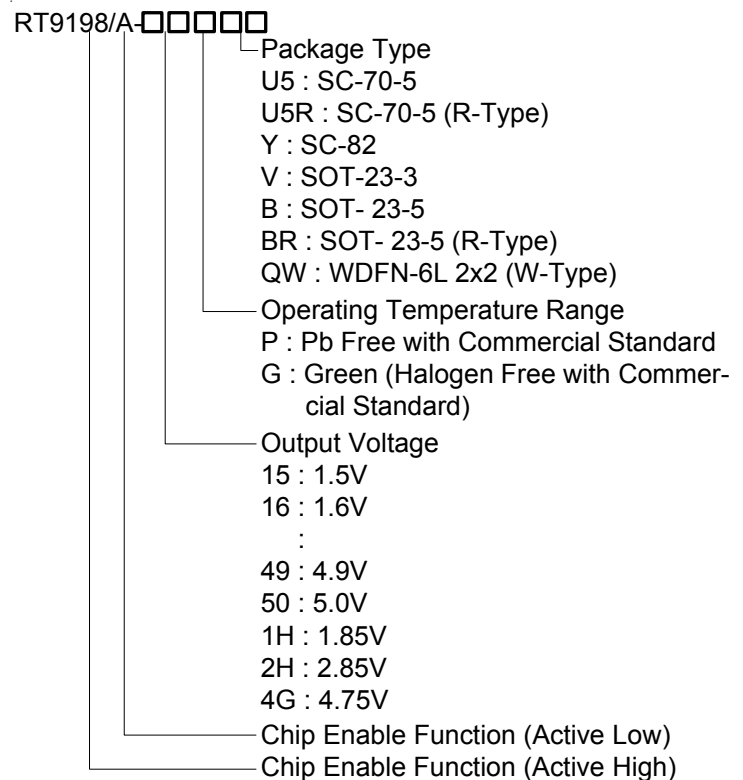 RT9198/A-□□□□□
Package Type
U5 : SC-70-5
U5R : SC-70-5 (R-Type)
Y : SC-82
V : SOT-23-3
B : SOT- 23-5
BR : SOT- 23-5 (R-Type)
QW : WDFN-6L 2x2 (W-Type)
Operating Temperature Range
P : Pb Free with Commercial Standard
G : Green (Halogen Free with Commer-
cial Standard)
Output Voltage
15 : 1.5V
16 : 1.6V
:
49 : 4.9V
50 : 5.0V
1H : 1.85V
2H : 2.85V
4G : 4.75V
Chip Enable Function (Active Low)
Chip Enable Function (Active High)